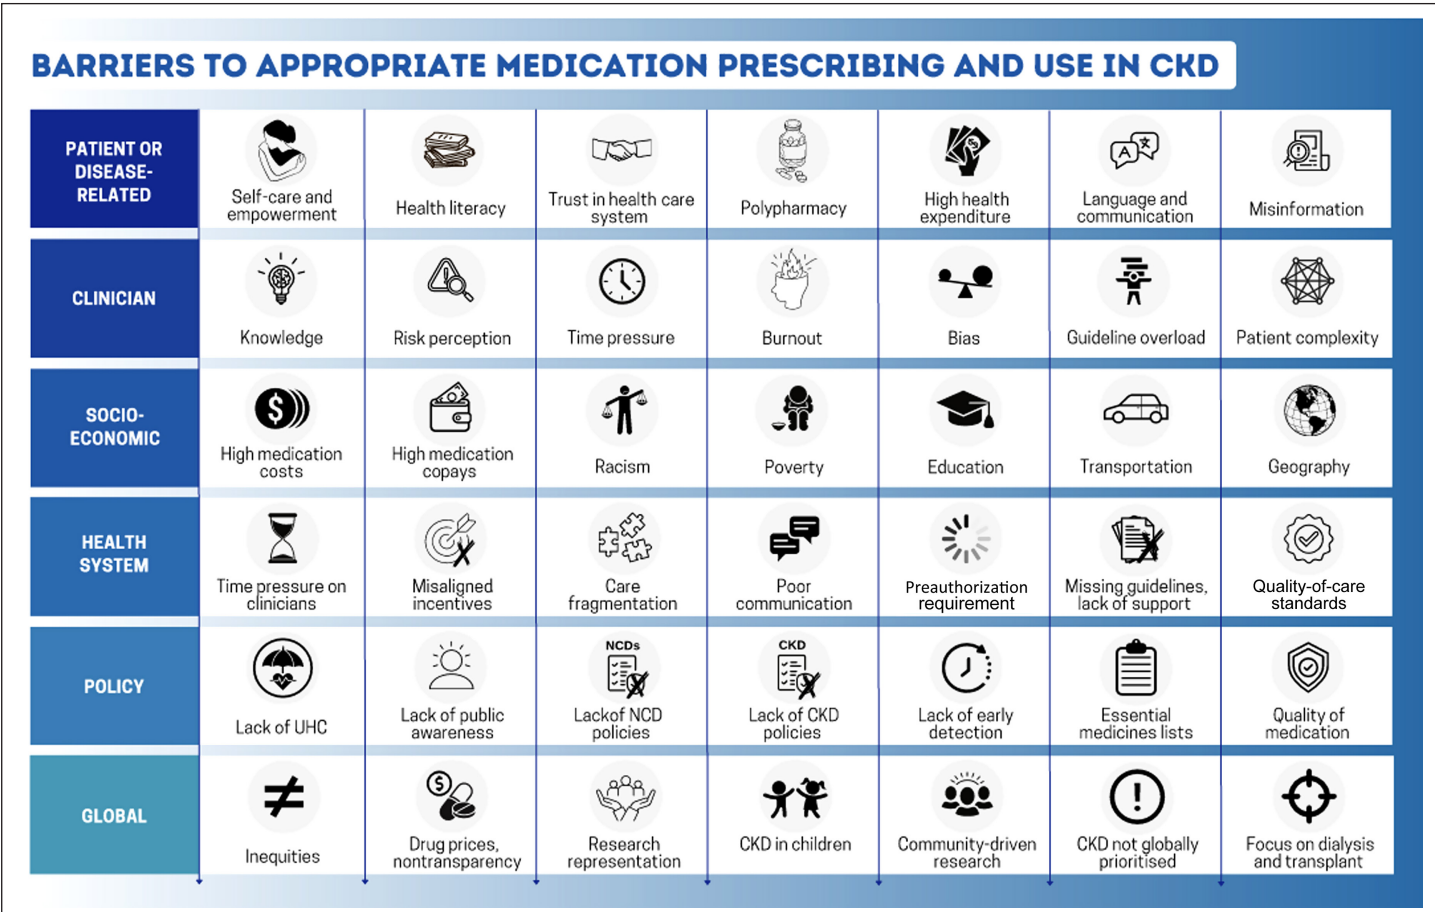 BARRIERS TO APPROPRIATE MEDICATION PRESCRIBING AND USE IN CKD
PATIENT OR
DISEASE-
RELATED
Self-care and
empowerment
Health literacy
Trust in health care
system
Polypharmacy
High health
expenditure
A 文
Language and
communication
Misinformation
CLINICIAN
Knowledge
Risk perception
Time pressure
Burnout
Bias
Guideline overload
Patient complexity
SOCIO-
ECONOMIC
$
High medication
costs
High medication
copays
Racism
Poverty
Education
Transportation
Geography
HEALTH
SYSTEM
Time pressure on
clinicians
Misaligned
incentives
Care
fragmentation
Poor
communication
Preauthorization
requirement
Missing guidelines,
lack of support
Quality-of-care
standards
POLICY
Lack of UHC
Lack of public
awareness
NCDs
Lackof NCD
policies
CKD
Lack of CKD
policies
Lack of early
detection
Essential
medicines lists
Quality of
medication
GLOBAL
Inequities
$
Drug prices,
nontransparency
Research
representation
CKD in children
Community-driven
research
!
CKD not globally
prioritised
Focus on dialysis
and transplant